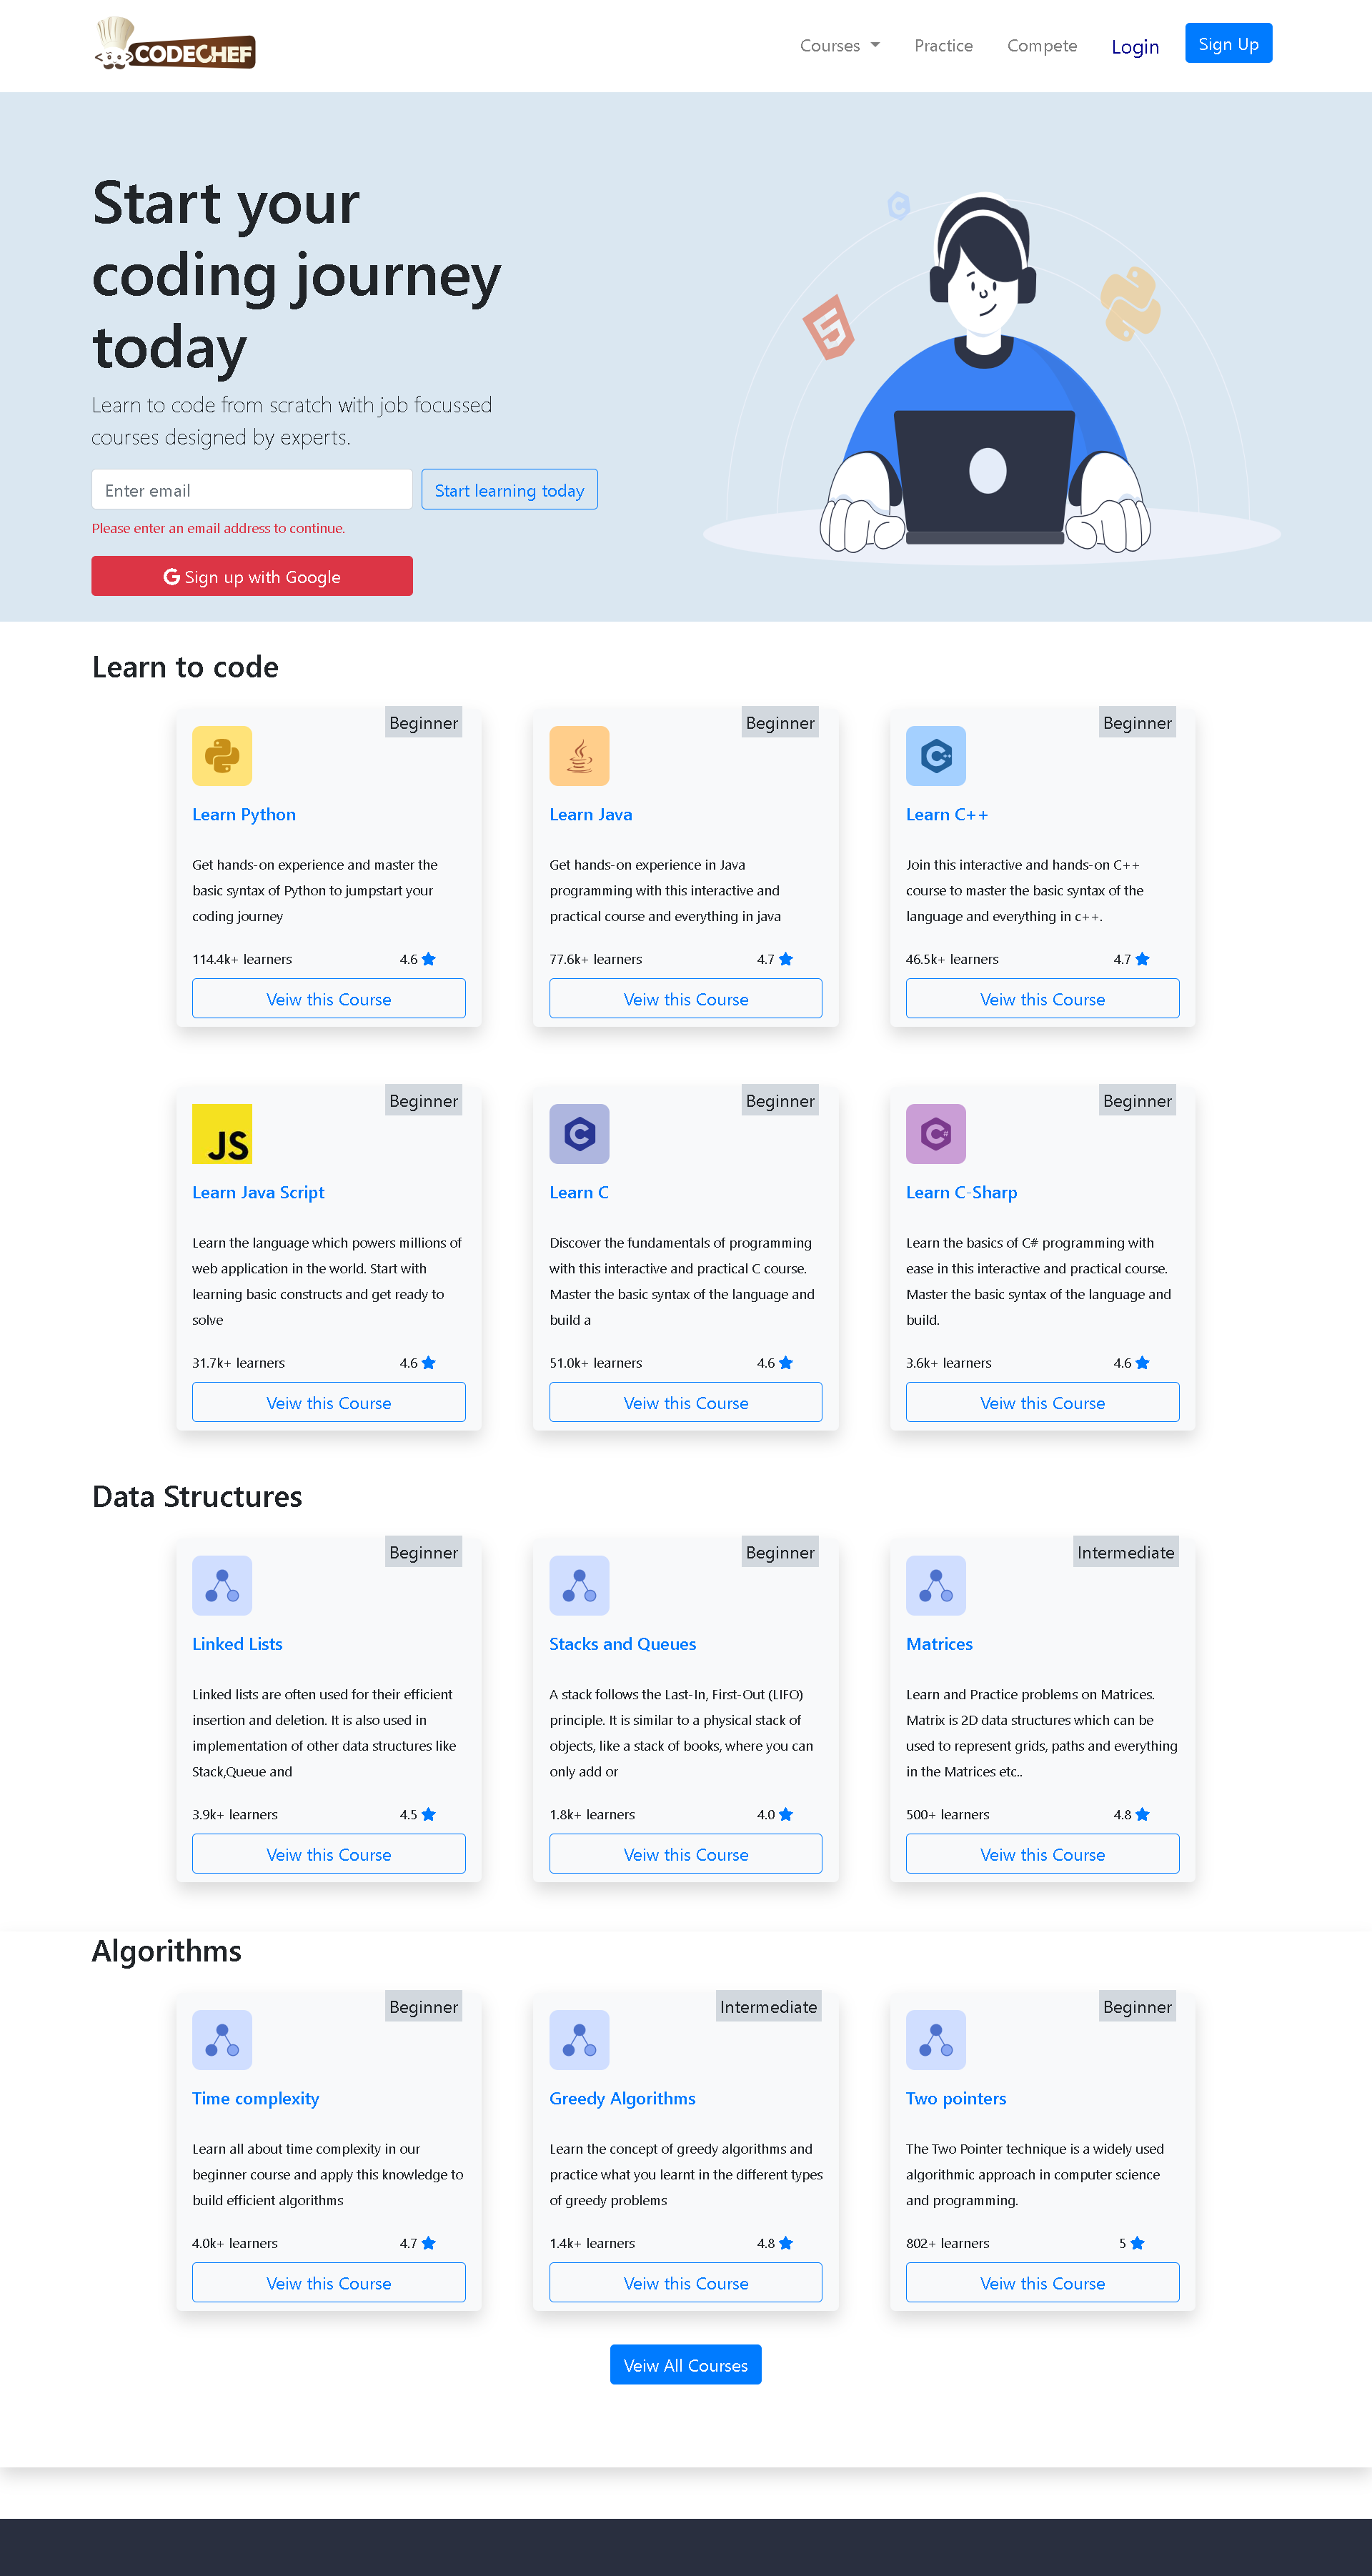 CODECHEF
Courses
Practice
Compete
Login
Sign Up
Start your
coding journey
today
Learn to code from scratch with job focussed
courses designed by experts.
Enter email
Start learning today
Please enter an email address to continue.
G Sign up with Google
Learn to code
Beginner
Learn Python
Get hands-on experience and master the
basic syntax of Python to jumpstart your
coding journey
114.4k+ learners
4.6
Veiw this Course
Beginner
Learn Java
Get hands-on experience in Java
programming with this interactive and
practical course and everything in java
77.6k+ learners
4.7
Veiw this Course
Beginner
Learn C++
Join this interactive and hands-on C++
course to master the basic syntax of the
language and everything in c++.
46.5k+ learners
4.7
Veiw this Course
Beginner
JS
Learn Java Script
Learn the language which powers millions of
web application in the world. Start with
learning basic constructs and get ready to
solve
31.7k+ learners
4.6
Veiw this Course
Beginner
C
Learn C
Discover the fundamentals of programming
with this interactive and practical C course.
Master the basic syntax of the language and
build a
51.0k+ learners
4.6
Veiw this Course
Beginner
C#
Learn C-Sharp
Learn the basics of C# programming with
ease in this interactive and practical course.
Master the basic syntax of the language and
build.
3.6k+ learners
4.6
Veiw this Course
Data Structures
Beginner
Linked Lists
Linked lists are often used for their efficient
insertion and deletion. It is also used in
implementation of other data structures like
Stack,Queue and
3.9k+ learners
4.5
Veiw this Course
Beginner
Stacks and Queues
A stack follows the Last-In, First-Out (LIFO)
principle. It is similar to a physical stack of
objects, like a stack of books, where you can
only add or
1.8k+ learners
4.0
Veiw this Course
Intermediate
Matrices
Learn and Practice problems on Matrices.
Matrix is 2D data structures which can be
used to represent grids, paths and everything
in the Matrices etc..
500+ learners
4.8
Veiw this Course
Algorithms
Beginner
Time complexity
Learn all about time complexity in our
beginner course and apply this knowledge to
build efficient algorithms
4.0k+ learners
4.7
Veiw this Course
Intermediate
Greedy Algorithms
Learn the concept of greedy algorithms and
practice what you learnt in the different types
of greedy problems
1.4k+ learners
4.8
Veiw this Course
Beginner
Two pointers
The Two Pointer technique is a widely used
algorithmic approach in computer science
and programming.
802+ learners
5
Veiw this Course
Veiw All Courses